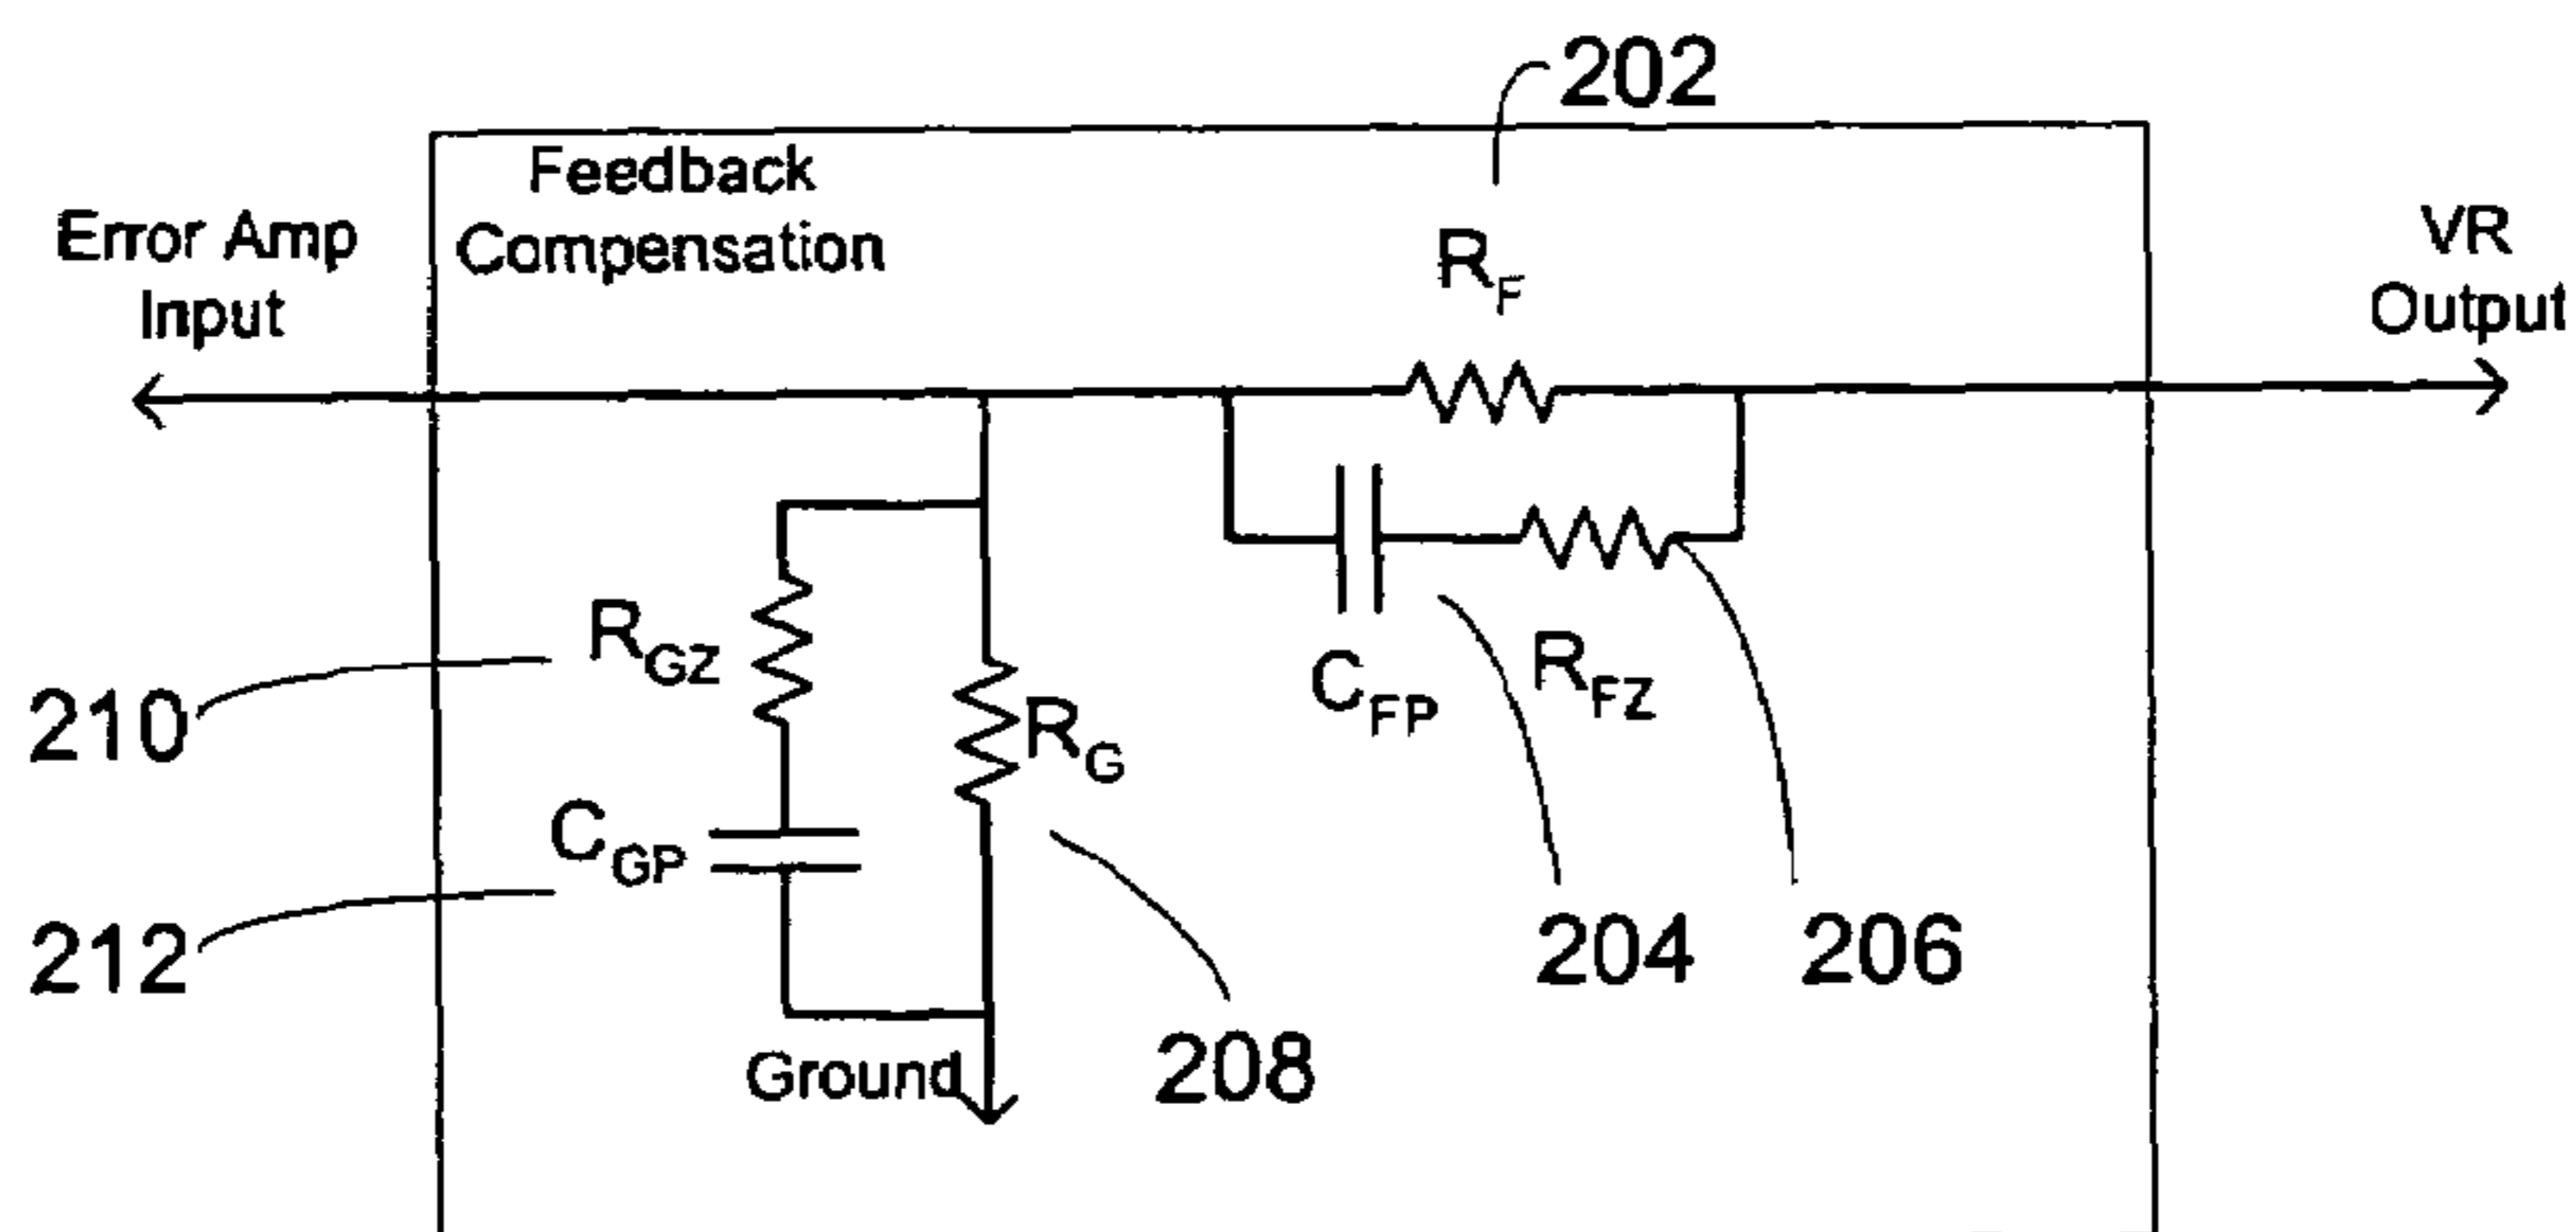 202
Feedback
Compensation
Error Amp
Input
R_F
VR
Output
R_GZ
210
R_G
C_FP
R_FZ
C_GP
212
204
206
Ground
208